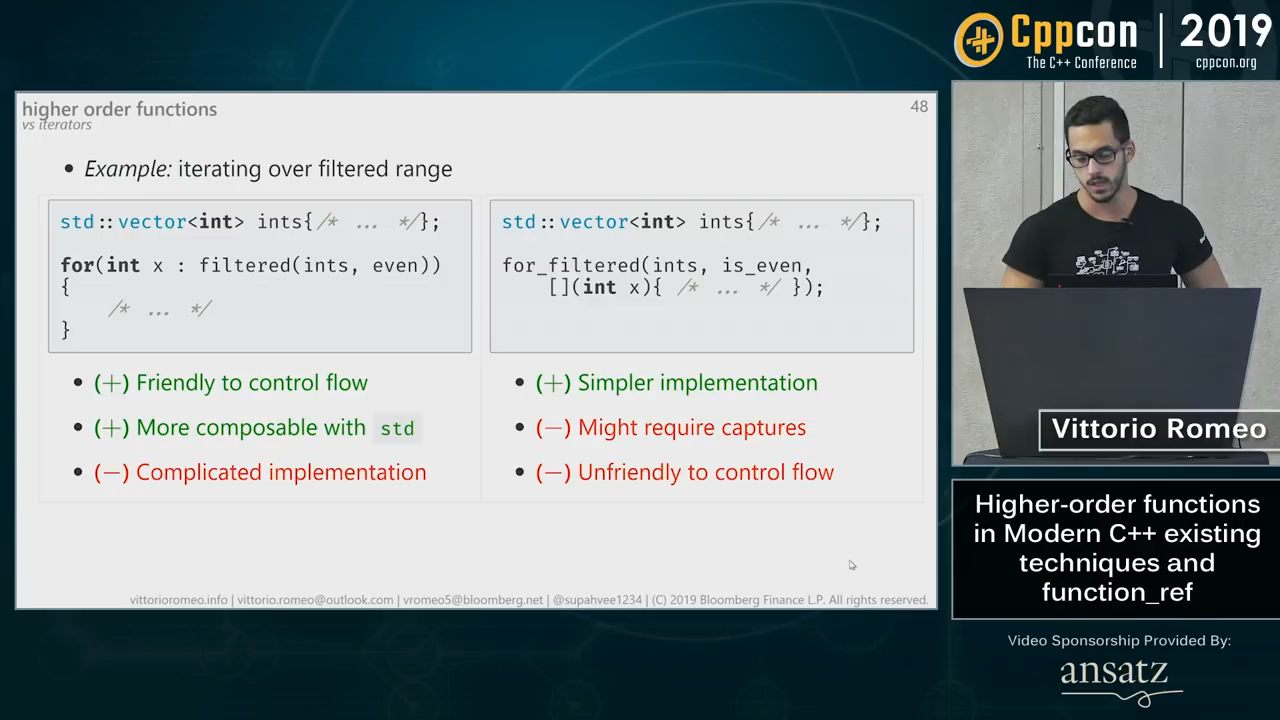 Cppcon | 2019
The C++ Conference
cppcon.org
higher order functions
vs iterators
48
• Example: iterating over filtered range
std::vector<int> ints{/* ... */};
for(int x : filtered(ints, even))
{
/* ... */
}
std::vector<int> ints{/* ... */};
for_filtered(ints, is_even,
[](int x){ /* ... */ });
• (+) Friendly to control flow
• (+) More composable with std
• (−) Complicated implementation
• (+) Simpler implementation
• (−) Might require captures
• (−) Unfriendly to control flow
vittorioromeo.info | vittorio.romeo@outlook.com | vromeo5@bloomberg.net | @supahvee1234 | (C) 2019 Bloomberg Finance L.P. All rights reserved.
Vittorio Romeo
Higher-order functions
in Modern C++ existing
techniques and
function_ref
Video Sponsorship Provided By:
ansatz